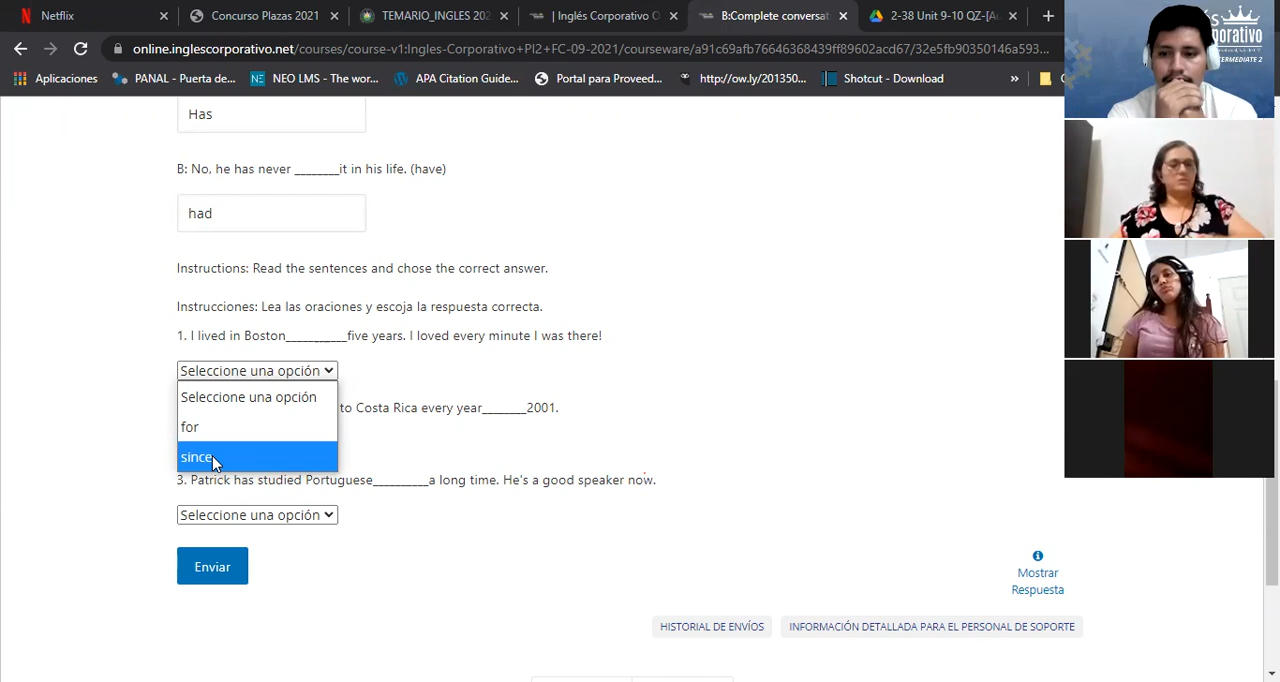 Netflix
Concurso Plazas 2021
TEMARIO_INGLES 202
| Inglés Corporativo O
B:Complete conversat
2-38 Unit 9-10 QZ-[A
online.inglescorporativo.net/courses/course-v1:Ingles-Corporativo+PI2+FC-09-2021/courseware/a91c69afb76646368439ff89602acd67/32e5fb90350146a593...
Aplicaciones
PANAL - Puerta de...
NEO LMS - The wor...
APA Citation Guide...
Portal para Proveed...
http://ow.ly/201350...
Shotcut - Download
»
Has
B: No, he has never ________it in his life. (have)
had
Instructions: Read the sentences and chose the correct answer.
Instrucciones: Lea las oraciones y escoja la respuesta correcta.
1. I lived in Boston___________five years. I loved every minute I was there!
Seleccione una opción
Seleccione una opción
for
since
to Costa Rica every year________2001.
3. Patrick has studied Portuguese__________a long time. He's a good speaker now.
Seleccione una opción
Enviar
Mostrar
Respuesta
HISTORIAL DE ENVÍOS
INFORMACIÓN DETALLADA PARA EL PERSONAL DE SOPORTE